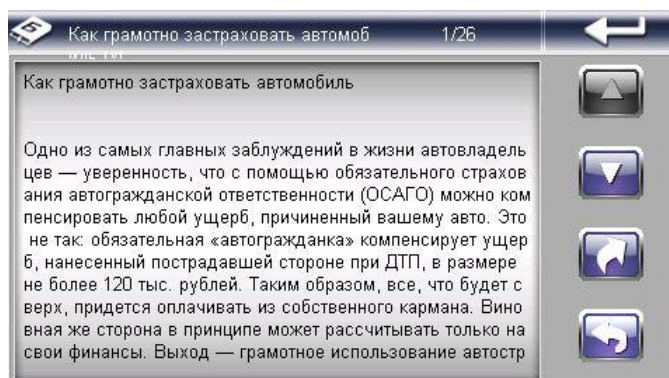 Как грамотно застраховать автомоб 1/26
Как грамотно застраховать автомобиль
Одно из самых главных заблуждений в жизни автовладель
цев — уверенность, что с помощью обязательного страхов
ания автогражданской ответственности (ОСАГО) можно ком
пенсировать любой ущерб, причиненный вашему авто. Это
не так: обязательная «автогражданка» компенсирует ущер
б, нанесенный пострадавшей стороне при ДТП, в размере
не более 120 тыс. рублей. Таким образом, все, что будет с
верх, придется оплачивать из собственного кармана. Вино
вная же сторона в принципе может рассчитывать только на
свои финансы. Выход — грамотное использование автостр